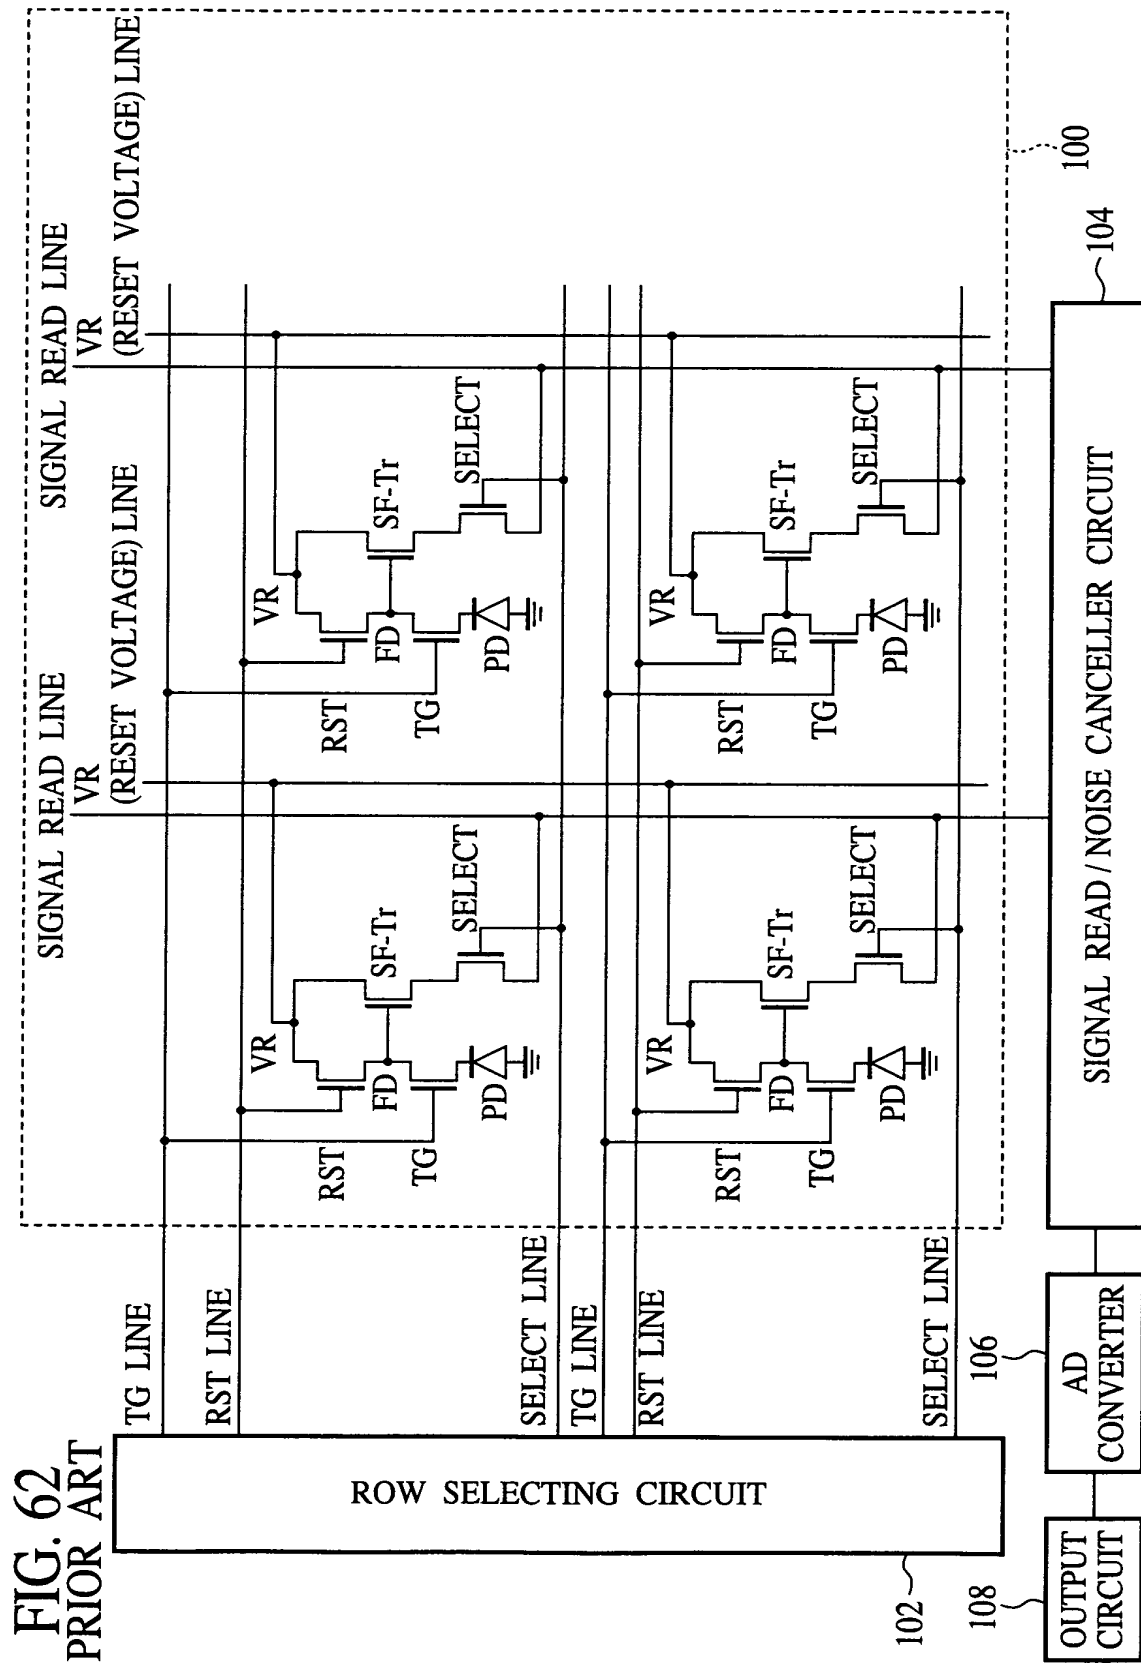 FIG. 62
PRIOR ART
SIGNAL READ LINE
VR
(RESET VOLTAGE) LINE
SIGNAL READ LINE
VR
(RESET VOLTAGE) LINE
TG LINE
RST LINE
SELECT LINE
TG LINE
RST LINE
SELECT LINE
ROW SELECTING CIRCUIT
102
VR
RST
FD
SF-Tr
TG
SELECT
PD
VR
RST
FD
SF-Tr
TG
SELECT
PD
VR
RST
FD
SF-Tr
TG
SELECT
PD
VR
RST
FD
SF-Tr
TG
SELECT
PD
100
108
OUTPUT
CIRCUIT
106
AD
CONVERTER
104
SIGNAL READ / NOISE CANCELLER CIRCUIT